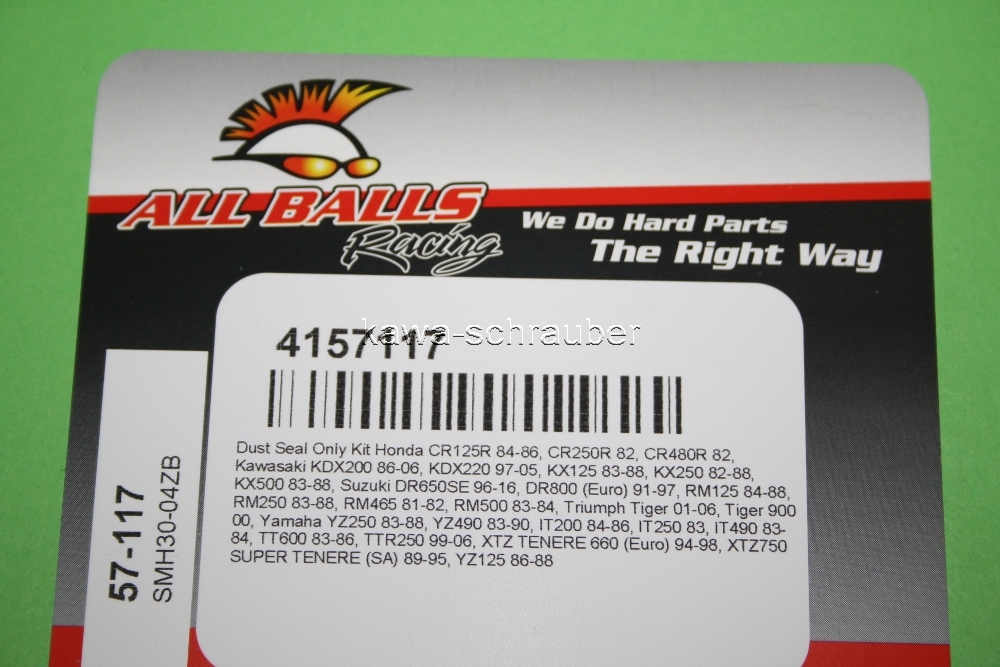 ALL BALLS
Racing
We Do Hard Parts
The Right Way
kawa-schrauber
4157117
Dust Seal Only Kit Honda CR125R 84-86, CR250R 82, CR480R 82,
Kawasaki KDX200 86-06, KDX220 97-05, KX125 83-88, KX250 82-88,
KX500 83-88, Suzuki DR650SE 96-16, DR800 (Euro) 91-97, RM125 84-88,
RM250 83-88, RM465 81-82, RM500 83-84, Triumph Tiger 01-06, Tiger 900
00, Yamaha YZ250 83-88, YZ490 83-90, IT200 84-86, IT250 83, IT490 83-
84, TT600 83-86, TTR250 99-06, XTZ TENERE 660 (Euro) 94-98, XTZ750
SUPER TENERE (SA) 89-95, YZ125 86-88
57-117
SMH30-04ZB